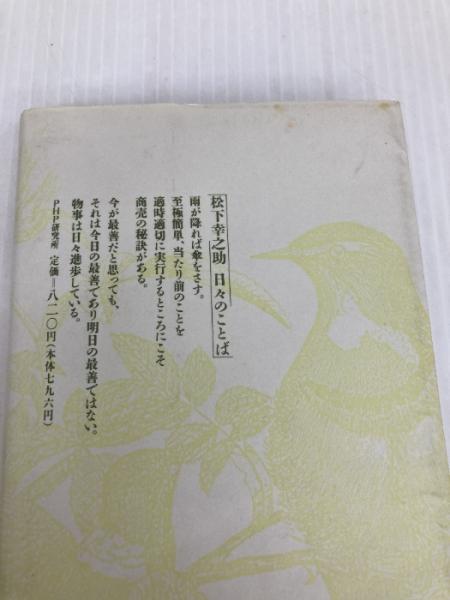 松下幸之助 日々のことば
雨が降れば傘をさす。
至極簡単、当たり前のことを
適時適切に実行するところにこそ
商売の秘訣がある。
今が最善だと思っても、
それは今日の最善であり明日の最善ではない。
物事は日々進歩している。
PHP研究所 定価=八二〇円(本体七九六円)